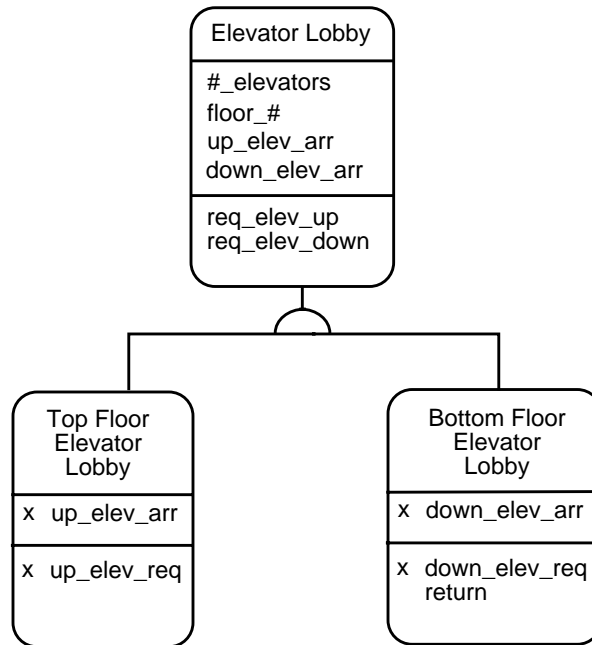 Elevator Lobby
#_elevators
floor_#
up_elev_arr
down_elev_arr
req_elev_up
req_elev_down
Top Floor
Elevator
Lobby
x up_elev_arr
x up_elev_req
Bottom Floor
Elevator
Lobby
x down_elev_arr
x down_elev_req
return